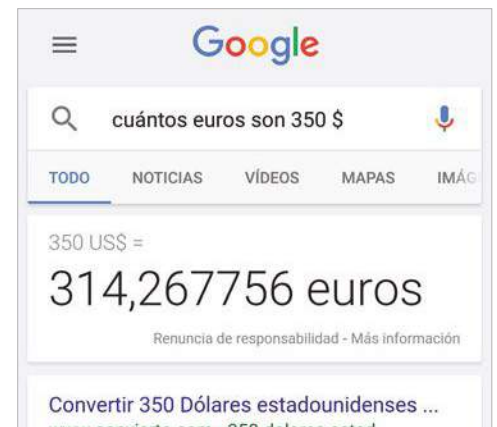 Google
cuántos euros son 350 $
TODO NOTICIAS VÍDEOS MAPAS IMÁG
350 US$ =
314,267756 euros
Renuncia de responsabilidad - Más información
Convertir 350 Dólares estadounidenses ...